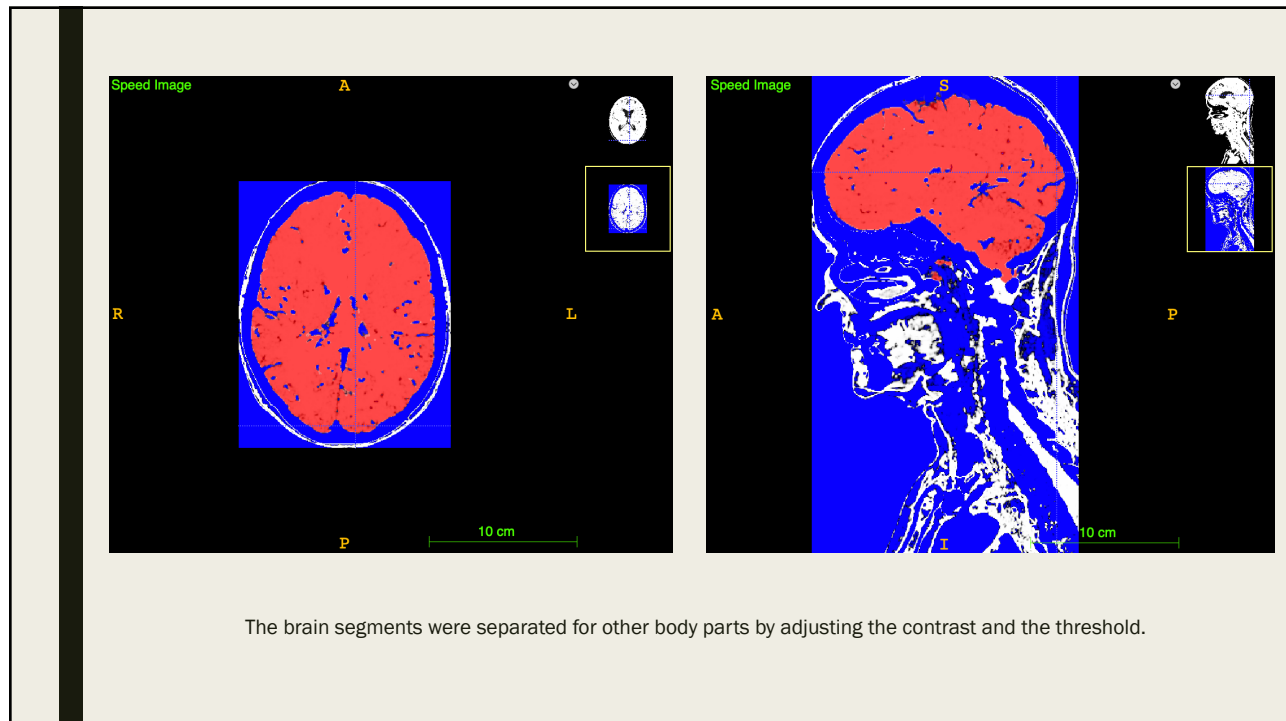 Speed Image
A
R
L
P
10 cm
Speed Image
S
A
P
I
10 cm
The brain segments were separated for other body parts by adjusting the contrast and the threshold.